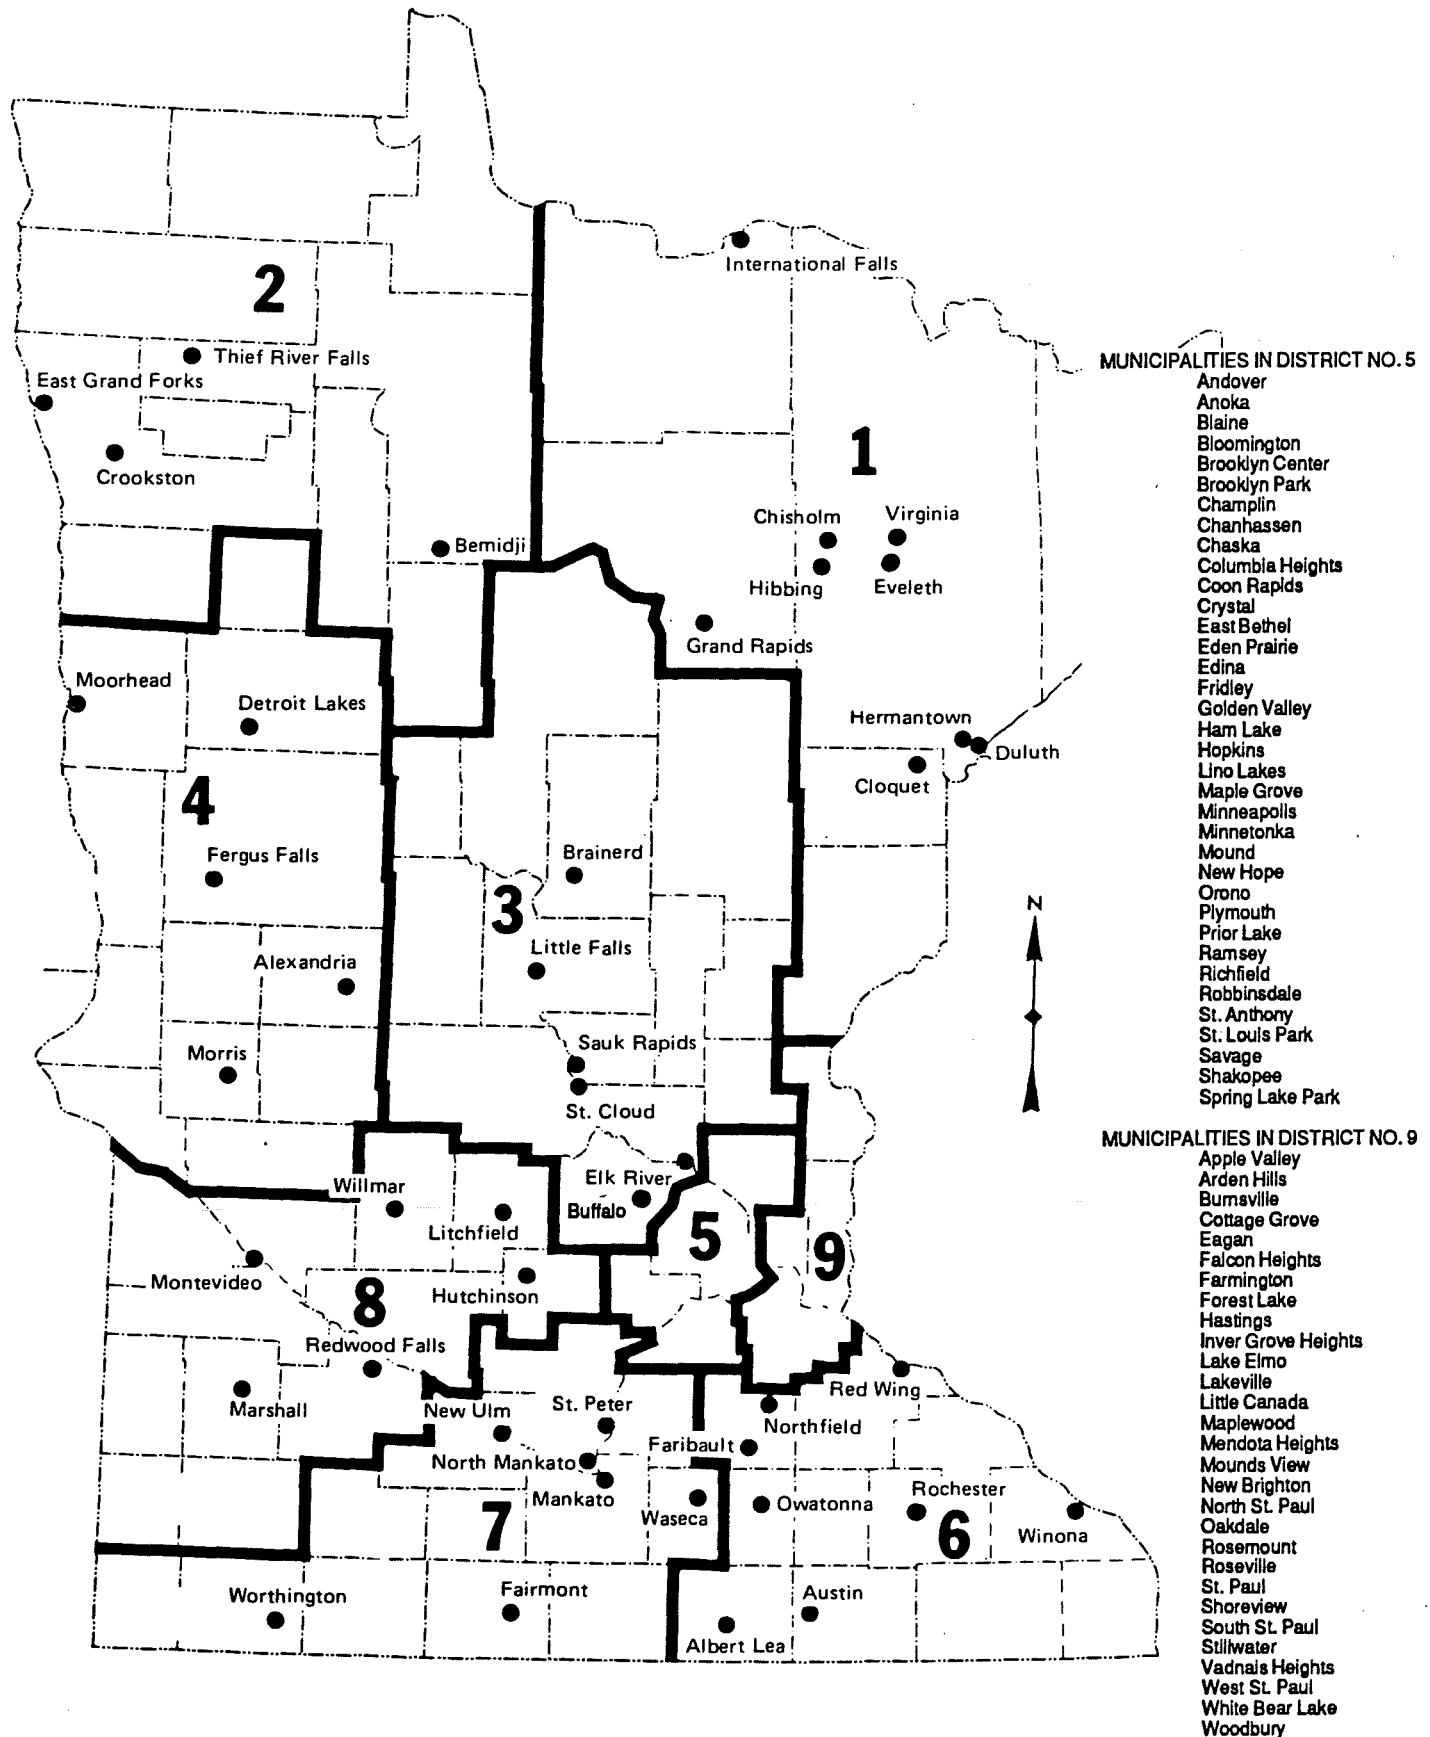 International Falls
2
Thief River Falls
East Grand Forks
Crookston
1
Chisholm
Virginia
Bemidji
Hibbing
Eveleth
Grand Rapids
Moorhead
Detroit Lakes
Hermantown
Duluth
Cloquet
4
Fergus Falls
Brainerd
3
Little Falls
Alexandria
Sauk Rapids
Morris
St. Cloud
Elk River
Willmar
Buffalo
Litchfield
5
9
Montevideo
Hutchinson
8
Redwood Falls
Red Wing
Marshall
New Ulm
St. Peter
Northfield
Faribault
North Mankato
Mankato
Waseca
Owatonna
Rochester
7
6
Winona
Worthington
Fairmont
Austin
Albert Lea
N
MUNICIPALITIES IN DISTRICT NO. 5
Andover
Anoka
Blaine
Bloomington
Brooklyn Center
Brooklyn Park
Champlin
Chanhassen
Chaska
Columbia Heights
Coon Rapids
Crystal
East Bethel
Eden Prairie
Edina
Fridley
Golden Valley
Ham Lake
Hopkins
Lino Lakes
Maple Grove
Minneapolis
Minnetonka
Mound
New Hope
Orono
Plymouth
Prior Lake
Ramsey
Richfield
Robbinsdale
St. Anthony
St. Louis Park
Savage
Shakopee
Spring Lake Park
MUNICIPALITIES IN DISTRICT NO. 9
Apple Valley
Arden Hills
Burnsville
Cottage Grove
Eagan
Falcon Heights
Farmington
Forest Lake
Hastings
Inver Grove Heights
Lake Elmo
Lakeville
Little Canada
Maplewood
Mendota Heights
Mounds View
New Brighton
North St. Paul
Oakdale
Rosemount
Roseville
St. Paul
Shoreview
South St. Paul
Stillwater
Vadnais Heights
West St. Paul
White Bear Lake
Woodbury